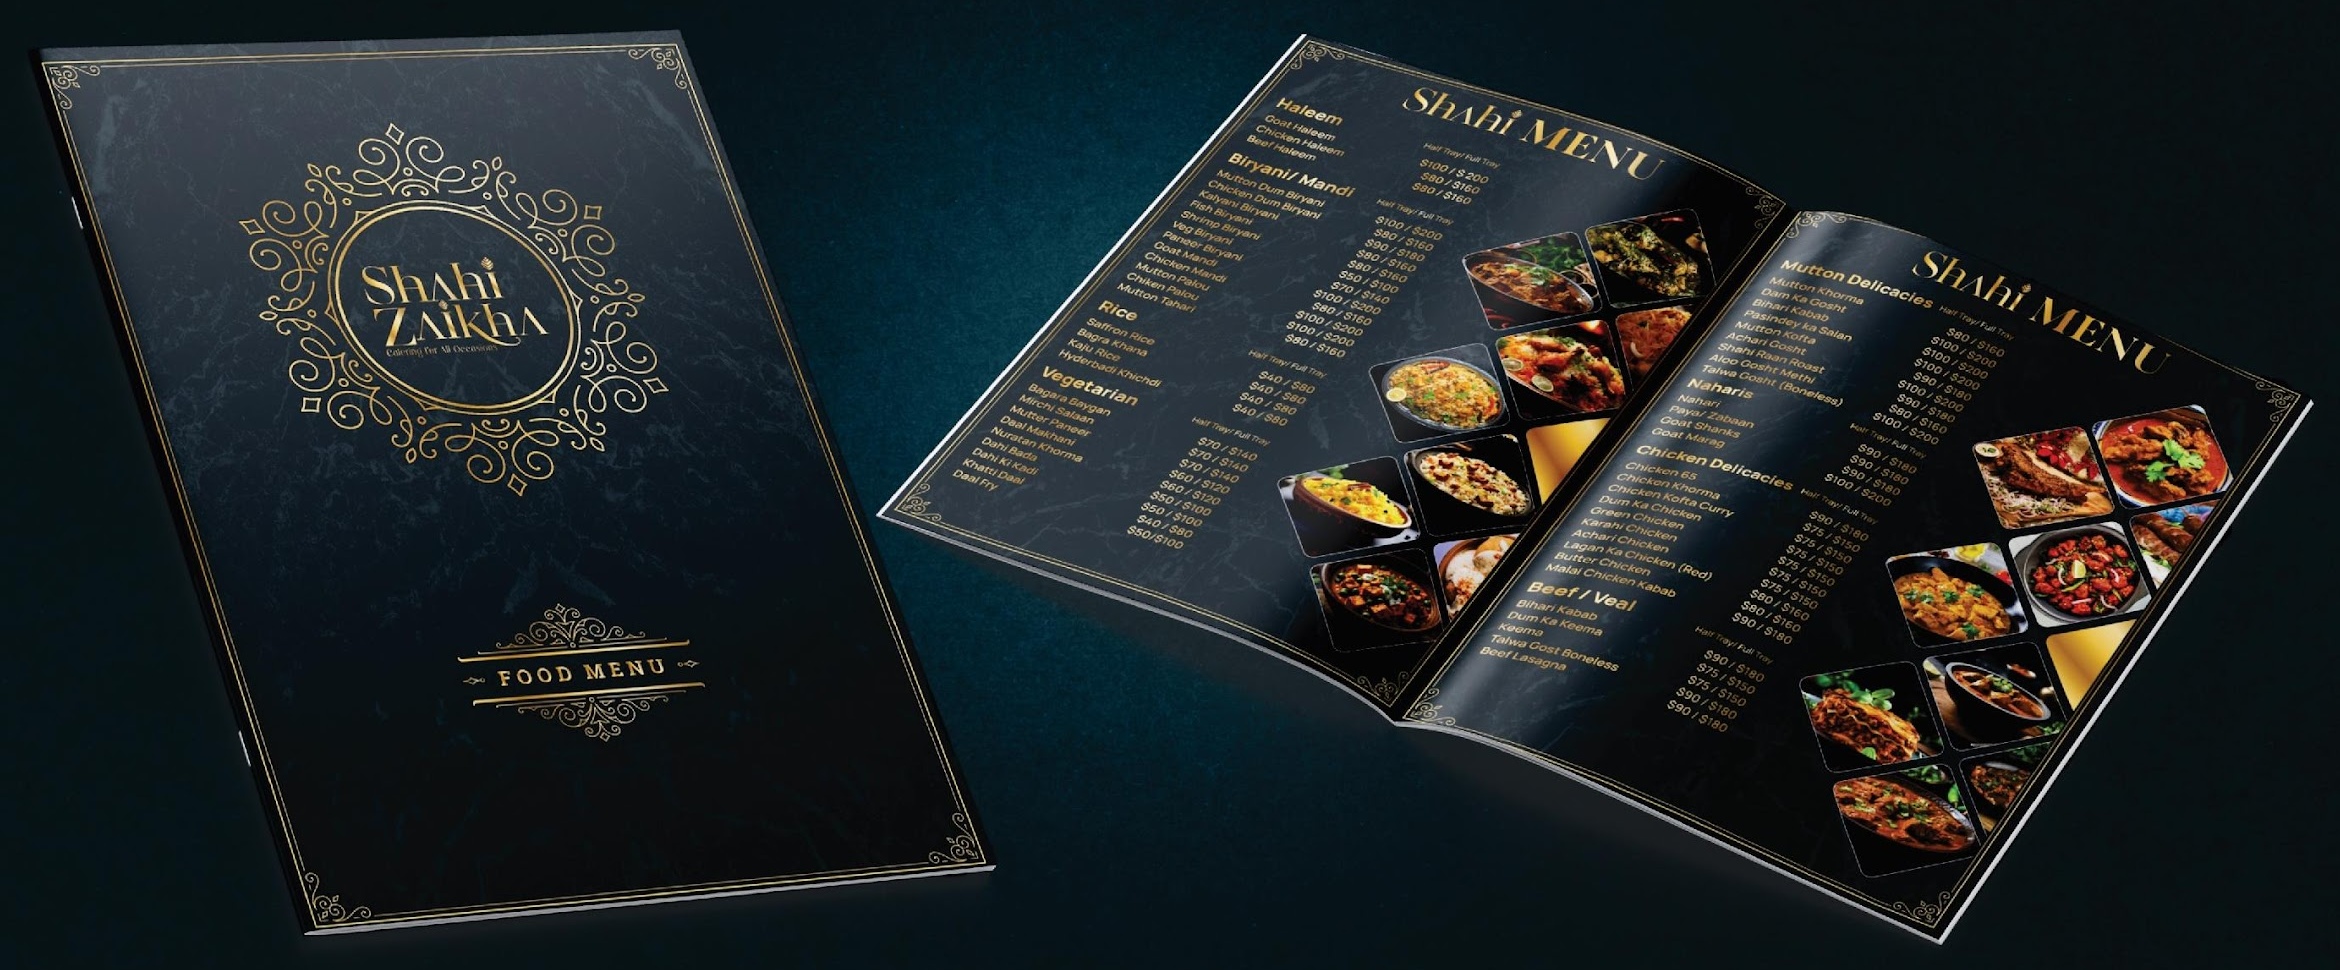 Shahi
Zaikha
Catering For All Occasions
FOOD MENU
Shahi MENU
Haleem
Half Tray/ Full Tray
Goat Haleem $100 / $ 200
Chicken Haleem $80 / $160
Beef Haleem $80 / $160
Biryani/ Mandi
Half Tray/ Full Tray
Mutton Dum Biryani $100 / $200
Chicken Dum Biryani $80 / $160
Kalyani Biryani $90 / $180
Fish Biryani $80 / $160
Shrimp Biryani $80 / $160
Veg Biryani $50 / $100
Paneer Biryani $70 / $140
Goat Mandi $100 / $200
Chicken Mandi $80 / $160
Mutton Palou $100 / $200
Chiken Palou $100 / $200
Mutton Tahari $80 / $160
Rice
Half Tray/ Full Tray
Saffron Rice $40 / $80
Bagra Khana $40 / $80
Kaju Rice $40 / $80
Hyderbadi Khichdi
Vegetarian
Half Tray/ Full Tray
Bagara Baygan $70 / $140
Mirchi Salaan $70 / $140
Mutter Paneer $70 / $140
Daal Makhani $60 / $120
Nuratan Khorma $60 / $120
Dahi Bada $50 / $100
Dahi Ki Kadi $50 / $100
Khatti Daal $40 / $80
Daal Fry $50/$100
Shahi MENU
Mutton Delicacies Half Tray/ Full Tray
Mutton Khorma $80 / $160
Dam Ka Gosht $100 / $200
Bihari Kabab $100 / $200
Pasindey ka Salan $90 / $180
Mutton Kofta $100 / $200
Achari Gosht $100 / $200
Shahi Raan Roast $90 / $180
Aloo Gosht Methi $80 / $160
Talwa Gosht (Boneless) $100 / $200
Naharis
Half Tray/ Full Tray
Nahari $90 / $180
Paya/ Zabaan $90 / $180
Goat Shanks $90 / $180
Goat Marag $100 / $200
Chicken Delicacies Half Tray/ Full Tray
Chicken 65 $90 / $180
Chicken Khorma $75 / $150
Chicken Kofta Curry $75 / $150
Dum Ka Chicken $75 / $150
Green Chicken $75 / $150
Karahi Chicken $75 / $150
Achari Chicken $75 / $150
Lagan Ka Chicken (Red) $80 / $160
Butter Chicken $80 / $160
Malai Chicken Kabab $90 / $180
Beef / Veal
Half Tray/ Full Tray
Bihari Kabab $90 / $180
Dum Ka Keema $75 / $150
Keema $75 / $150
Talwa Gost Boneless $90 / $180
Beef Lasagna $90 / $180